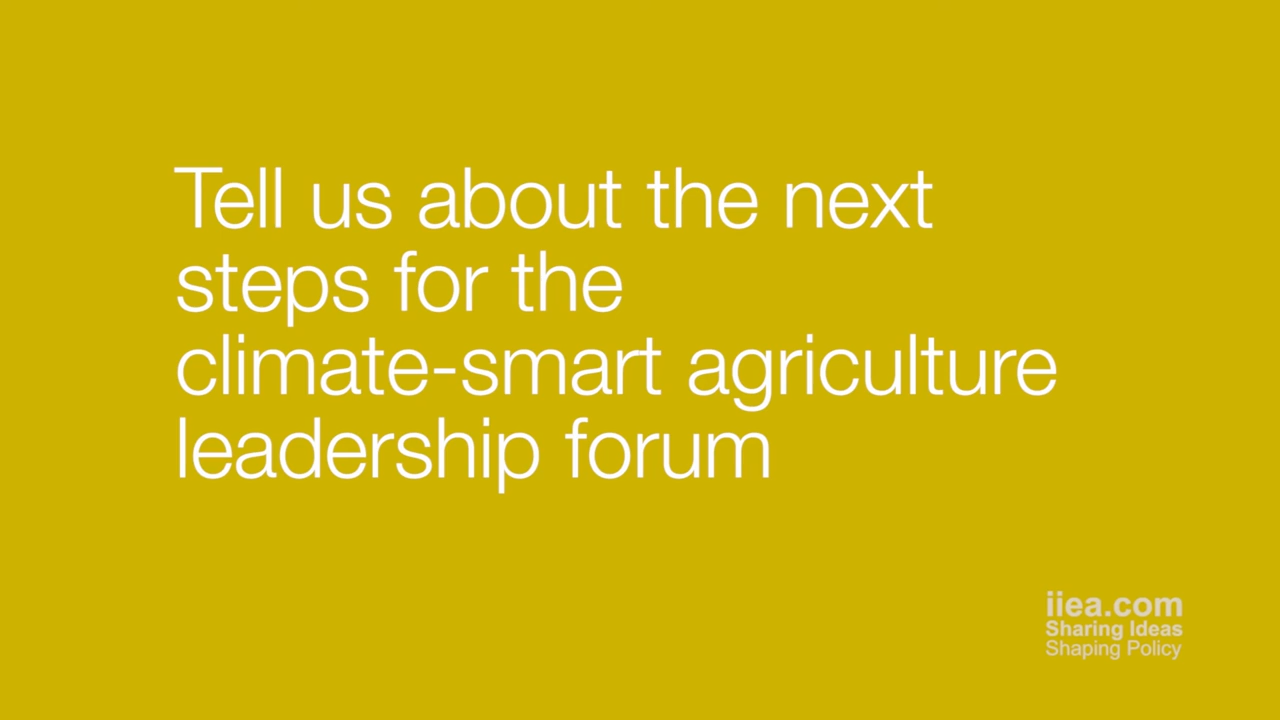 Tell us about the next
steps for the
climate-smart agriculture
leadership forum
iiea.com
Sharing Ideas
Shaping Policy